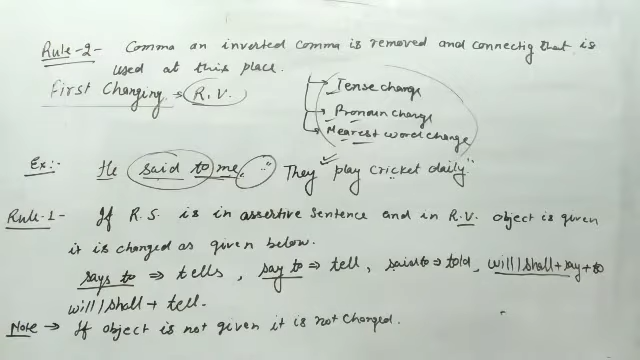 Rule-2- Comma an inverted comma is removed and connectig that is
used at this place.
First Changing → R.V.
→ Tense change
→ Pronoun change
→ Nearest word change
Ex:- He said to me, " They play cricket daily."
Rule-1- If R.S. is in assertive sentence and in R.V. object is given
it is changed as given below.
says to ⇒ tells, say to ⇒ tell, said to ⇒ told, will/shall+say+to
will/shall + tell.
Note → If object is not given it is not changed.